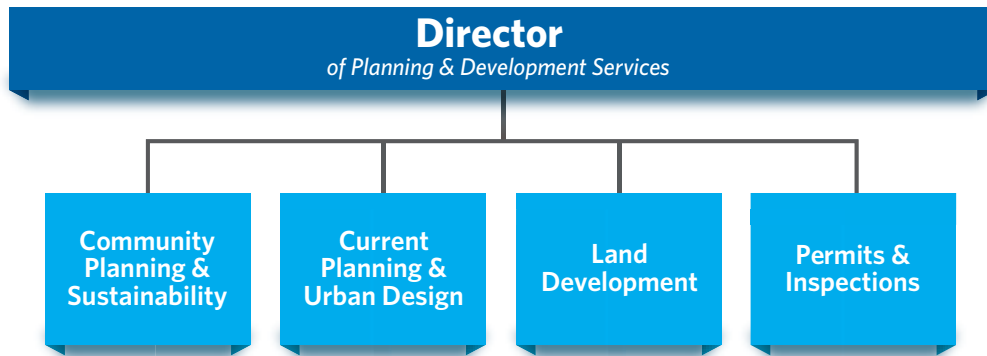 Director
of Planning & Development Services
Community
Planning &
Sustainability
Current
Planning &
Urban Design
Land
Development
Permits &
Inspections